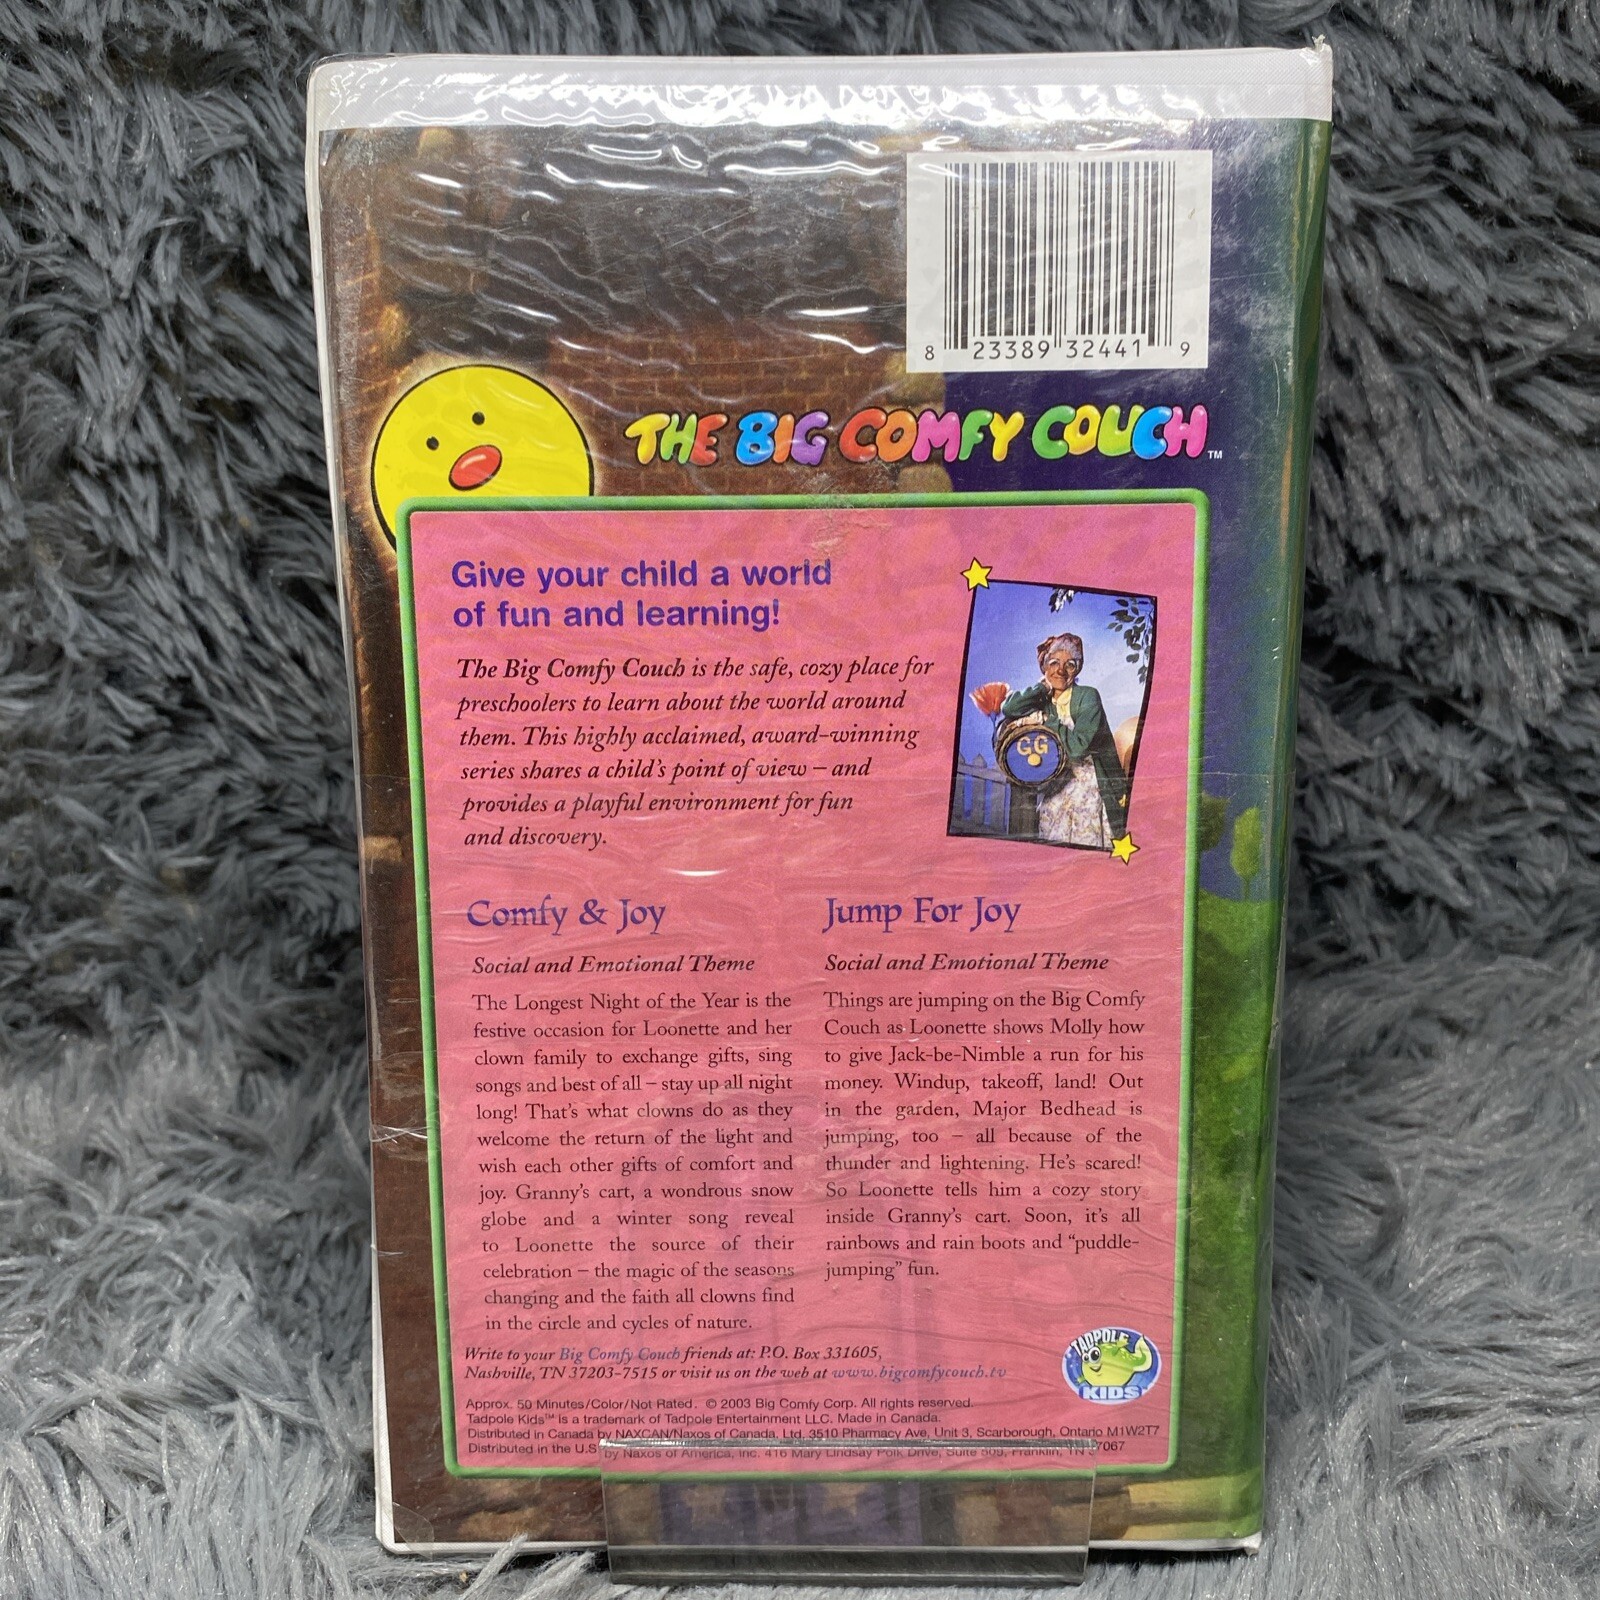 8 23389 32441 9
THE BIG COMFY COUCH™
Give your child a world
of fun and learning!
The Big Comfy Couch is the safe, cozy place for
preschoolers to learn about the world around
them. This highly acclaimed, award-winning
series shares a child's point of view – and
provides a playful environment for fun
and discovery.
GG
Comfy & Joy
Social and Emotional Theme
The Longest Night of the Year is the
festive occasion for Loonette and her
clown family to exchange gifts, sing
songs and best of all – stay up all night
long! That's what clowns do as they
welcome the return of the light and
wish each other gifts of comfort and
joy. Granny's cart, a wondrous snow
globe and a winter song reveal
to Loonette the source of their
celebration – the magic of the seasons
changing and the faith all clowns find
in the circle and cycles of nature.
Jump For Joy
Social and Emotional Theme
Things are jumping on the Big Comfy
Couch as Loonette shows Molly how
to give Jack-be-Nimble a run for his
money. Windup, takeoff, land! Out
in the garden, Major Bedhead is
jumping, too – all because of the
thunder and lightening. He's scared!
So Loonette tells him a cozy story
inside Granny's cart. Soon, it's all
rainbows and rain boots and "puddle-
jumping" fun.
Write to your Big Comfy Couch friends at: P.O. Box 331605,
Nashville, TN 37203-7515 or visit us on the web at www.bigcomfycouch.tv
TADPOLE
KIDS
Approx. 50 Minutes/Color/Not Rated. © 2003 Big Comfy Corp. All rights reserved.
Tadpole Kids™ is a trademark of Tadpole Entertainment LLC. Made in Canada.
Distributed in Canada by NAXCAN/Naxos of Canada, Ltd, 3510 Pharmacy Ave, Unit 3, Scarborough, Ontario M1W2T7
Distributed in the U.S. by Naxos of America, Inc. 416 Mary Lindsay Polk Drive, Suite 509, Franklin, TN 37067